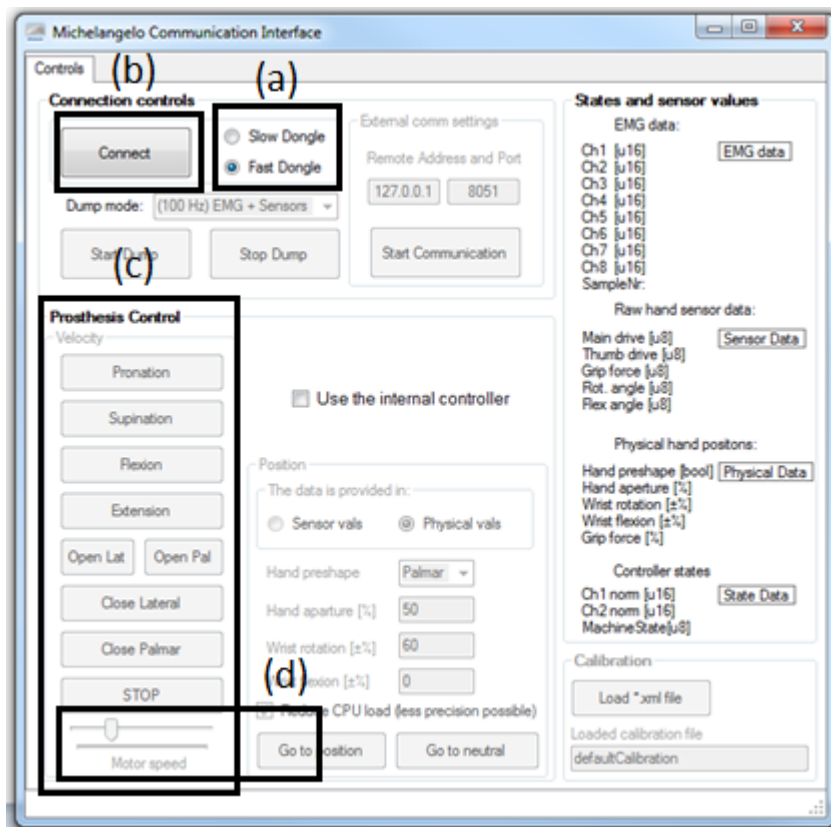 Michelangelo Communication Interface
Controls
(b)
(a)
Connection controls
Connect
Slow Dongle
Fast Dongle
External comm settings
Remote Address and Port
127.0.0.1
8051
Dump mode: (100 Hz) EMG + Sensors
Start Dump
Stop Dump
Start Communication
(c)
Prosthesis Control
Velocity
Pronation
Supination
Flexion
Extension
Open Lat
Open Pal
Close Lateral
Close Palmar
STOP
Motor speed
Use the internal controller
Position
The data is provided in:
Sensor vals
Physical vals
Hand preshape
Palmar
Hand aparture [%]
50
Wrist rotation [±%]
60
(d)
flexion [±%]
0
CPU load (less precision possible)
Go to position
Go to neutral
States and sensor values
EMG data:
Ch1 [u16]
EMG data
Ch2 [u16]
Ch3 [u16]
Ch4 [u16]
Ch5 [u16]
Ch6 [u16]
Ch7 [u16]
Ch8 [u16]
SampleNr:
Raw hand sensor data:
Main drive [u8]
Sensor Data
Thumb drive [u8]
Grip force [u8]
Rot. angle [u8]
Flex angle [u8]
Physical hand positons:
Hand preshape [bool]
Physical Data
Hand aperture [%]
Wrist rotation [±%]
Wrist flexion [±%]
Grip force [%]
Controller states
Ch1 norm [u16]
State Data
Ch2 norm [u16]
MachineState[u8]
Calibration
Load *.xml file
Loaded calibration file
defaultCalibration